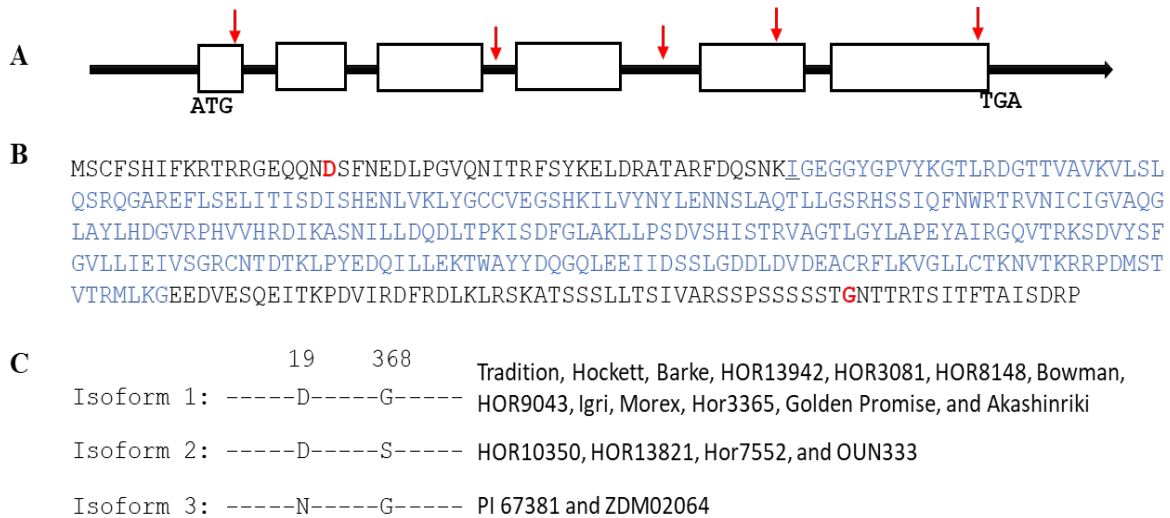 A
ATG
TGA
B
MSCFSHIFKRTRRGEQQNDSFNEDLPGVQNITRFSYKELDRATARFDQSNKIGEGGYGPVYKGTLRDGTTVAVKVLSL
QSRQGAREFLSELITISDISHENLVKLYGCCVEGSHKILVYNYLENNSLAQTLLGSRHSSIQFNWRTRVNICIGVAQG
LAYLHDGVRPHVVHRDIKASNILLDQDLTPKISDFGLAKLLPSDVSHISTRVAGTLGYLAPEYAIRGQVTRKSDVYSF
GVLLIEIVSGRCNTDTKLPYEDQILLEKTWAYYDQGQLEEIIDSSLGDDLDVDEACRFLKVGLLCTKNVTKRRPDMST
VTRMLKGEEDVESQEITKPDVIRDFRDLKLRSKATSSSLLTSIVARSSPSSSSSTGNTTRTSITFTAISDRP
C
19 368
Isoform 1: -----D-----G----- Tradition, Hockett, Barke, HOR13942, HOR3081, HOR8148, Bowman,
HOR9043, Igri, Morex, Hor3365, Golden Promise, and Akashinriki
Isoform 2: -----D-----S----- HOR10350, HOR13821, Hor7552, and OUN333
Isoform 3: -----N-----G----- PI 67381 and ZDM02064